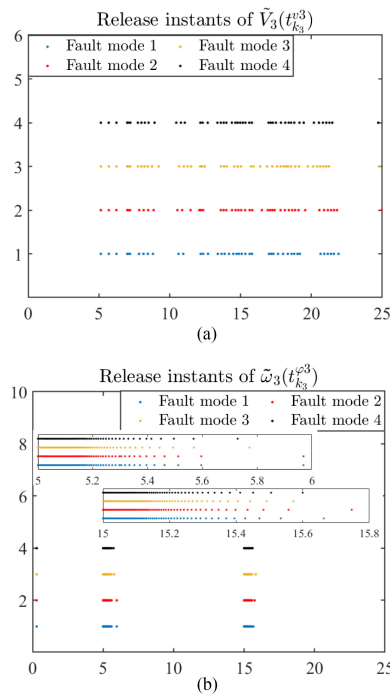 Release instants of Ṽ₃(t_{k₃}^{v3})
6
Fault mode 1 Fault mode 3
Fault mode 2 Fault mode 4
5
4
3
2
1
0 5 10 15 20 25
(a)
Release instants of ω̃₃(t_{k₃}^{φ3})
10
Fault mode 1 Fault mode 2
Fault mode 3 Fault mode 4
8
5 5.2 5.4 5.6 5.8 6
6
15 15.2 15.4 15.6 15.8
4
3
2
1
0 5 10 15 20 25
(b)